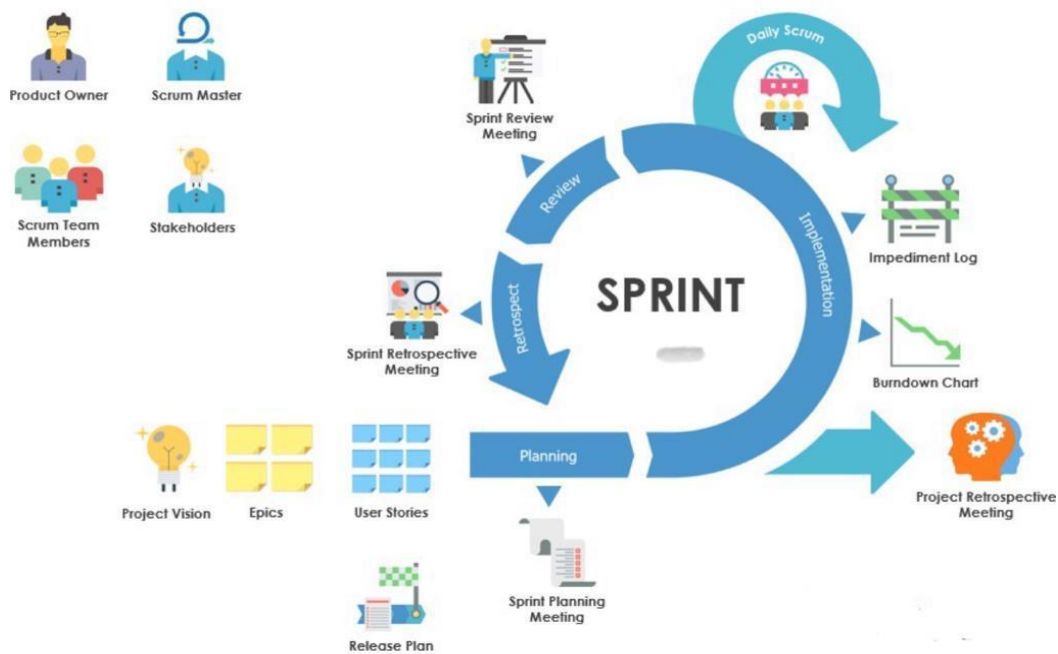 Product Owner
Scrum Master
Scrum Team
Members
Stakeholders
Sprint Review
Meeting
Daily Scrum
Review
Implementation
Impediment Log
SPRINT
Retrospect
Sprint Retrospective
Meeting
Burndown Chart
Planning
Project Vision
Epics
User Stories
Project Retrospective
Meeting
Sprint Planning
Meeting
Release Plan